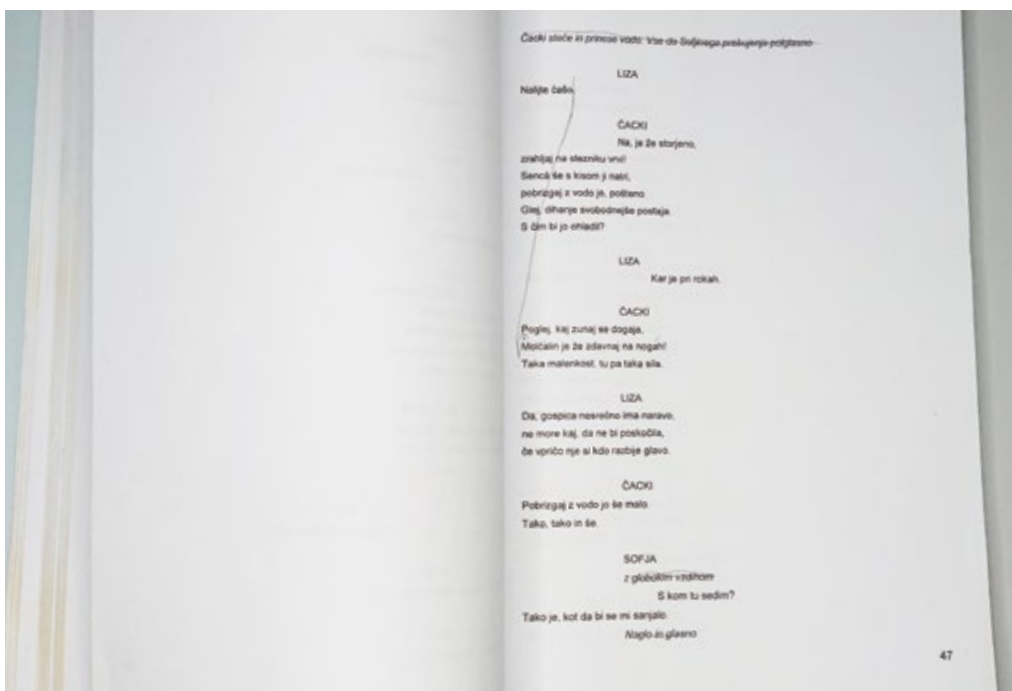 Čacki steče in prinese vodo. Vse do Sofjinega prebujenja potglasno
LIZA
Nalijte čašo.
ČACKI
Na, je že storjeno,
zrahljaj na stezniku vrvi!
Senca še s kisom ji natri,
pobrizgaj z vodo je, pošteno.
Glej, dihanje svobodnejše postaja.
S čim bi jo ohladil?
LIZA
Kar je pri rokah.
ČACKI
Poglej, kaj zunaj se dogaja,
Molčalin je že zdavnaj na nogah!
Taka malenkost, tu pa taka sila.
LIZA
Da, gospica nesrečno ima naravo,
ne more kaj, da ne bi poskočila,
če vpričo nje si kdo razbije glavo.
ČACKI
Pobrizgaj z vodo jo še malo.
Tako, tako in še.
SOFJA
z globokim vzdihom
S kom tu sedim?
Tako je, kot da bi se mi sanjalo.
Naglo in glasno
47